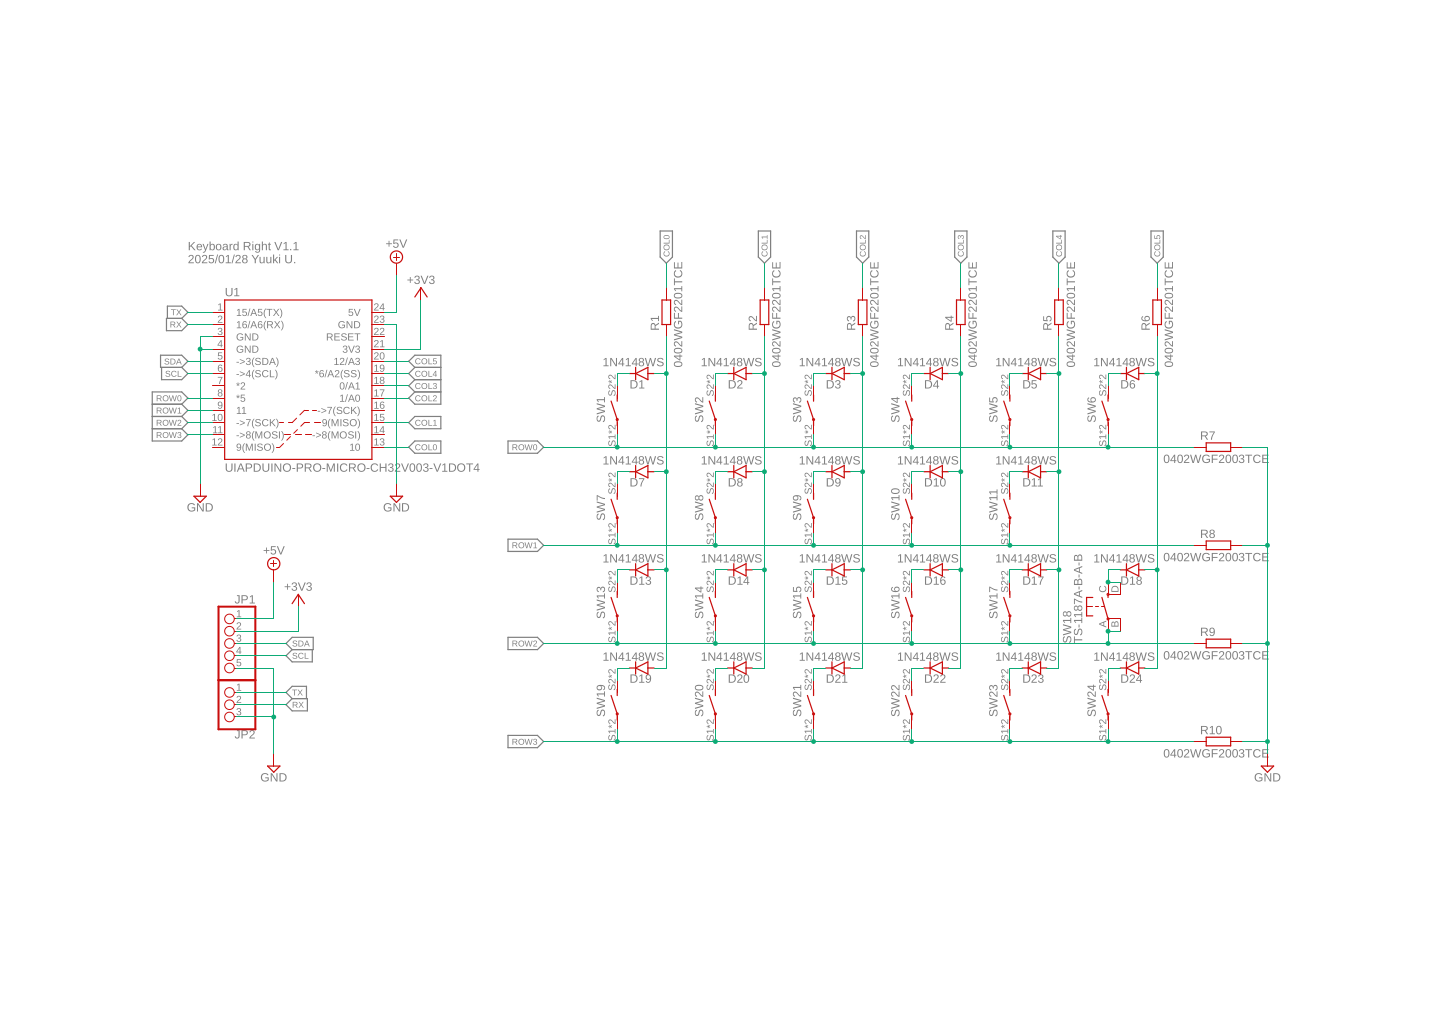 Keyboard Right V1.1
2025/01/28 Yuuki U.
+5V
+3V3
U1
TX 1 15/A5(TX) 5V 24
RX 2 16/A6(RX) GND 23
3 GND RESET 22
4 GND 3V3 21
SDA 5 ->3(SDA) 12/A3 20 COL5
SCL 6 ->4(SCL) *6/A2(SS) 19 COL4
7 *2 0/A1 18 COL3
ROW0 8 *5 1/A0 17 COL2
ROW1 9 11 ->7(SCK) 16
ROW2 10 ->7(SCK) 9(MISO) 15 COL1
ROW3 11 ->8(MOSI) ->8(MOSI) 14
12 9(MISO) 10 13 COL0
UIAPDUINO-PRO-MICRO-CH32V003-V1DOT4
GND GND
+5V
+3V3
JP1
1
2
3 SDA
4 SCL
5
1 TX
2 RX
3
JP2
GND
COL0 COL1 COL2 COL3 COL4 COL5
R1 R2 R3 R4 R5 R6
0402WGF2201TCE 0402WGF2201TCE 0402WGF2201TCE 0402WGF2201TCE 0402WGF2201TCE 0402WGF2201TCE
1N4148WS 1N4148WS 1N4148WS 1N4148WS 1N4148WS 1N4148WS
D1 D2 D3 D4 D5 D6
S2*2 S2*2 S2*2 S2*2 S2*2 S2*2
SW1 SW2 SW3 SW4 SW5 SW6
S1*2 S1*2 S1*2 S1*2 S1*2 S1*2
ROW0 R7
0402WGF2003TCE
1N4148WS 1N4148WS 1N4148WS 1N4148WS 1N4148WS
D7 D8 D9 D10 D11
S2*2 S2*2 S2*2 S2*2 S2*2
SW7 SW8 SW9 SW10 SW11
S1*2 S1*2 S1*2 S1*2 S1*2
ROW1 R8
0402WGF2003TCE
1N4148WS 1N4148WS 1N4148WS 1N4148WS 1N4148WS 1N4148WS
D13 D14 D15 D16 D17 D18
S2*2 S2*2 S2*2 S2*2 S2*2 C D
SW13 SW14 SW15 SW16 SW17 SW18
TS-1187A-B-A-B
S1*2 S1*2 S1*2 S1*2 S1*2 A B
ROW2 R9
0402WGF2003TCE
1N4148WS 1N4148WS 1N4148WS 1N4148WS 1N4148WS 1N4148WS
D19 D20 D21 D22 D23 D24
S2*2 S2*2 S2*2 S2*2 S2*2 S2*2
SW19 SW20 SW21 SW22 SW23 SW24
S1*2 S1*2 S1*2 S1*2 S1*2 S1*2
ROW3 R10
0402WGF2003TCE
GND